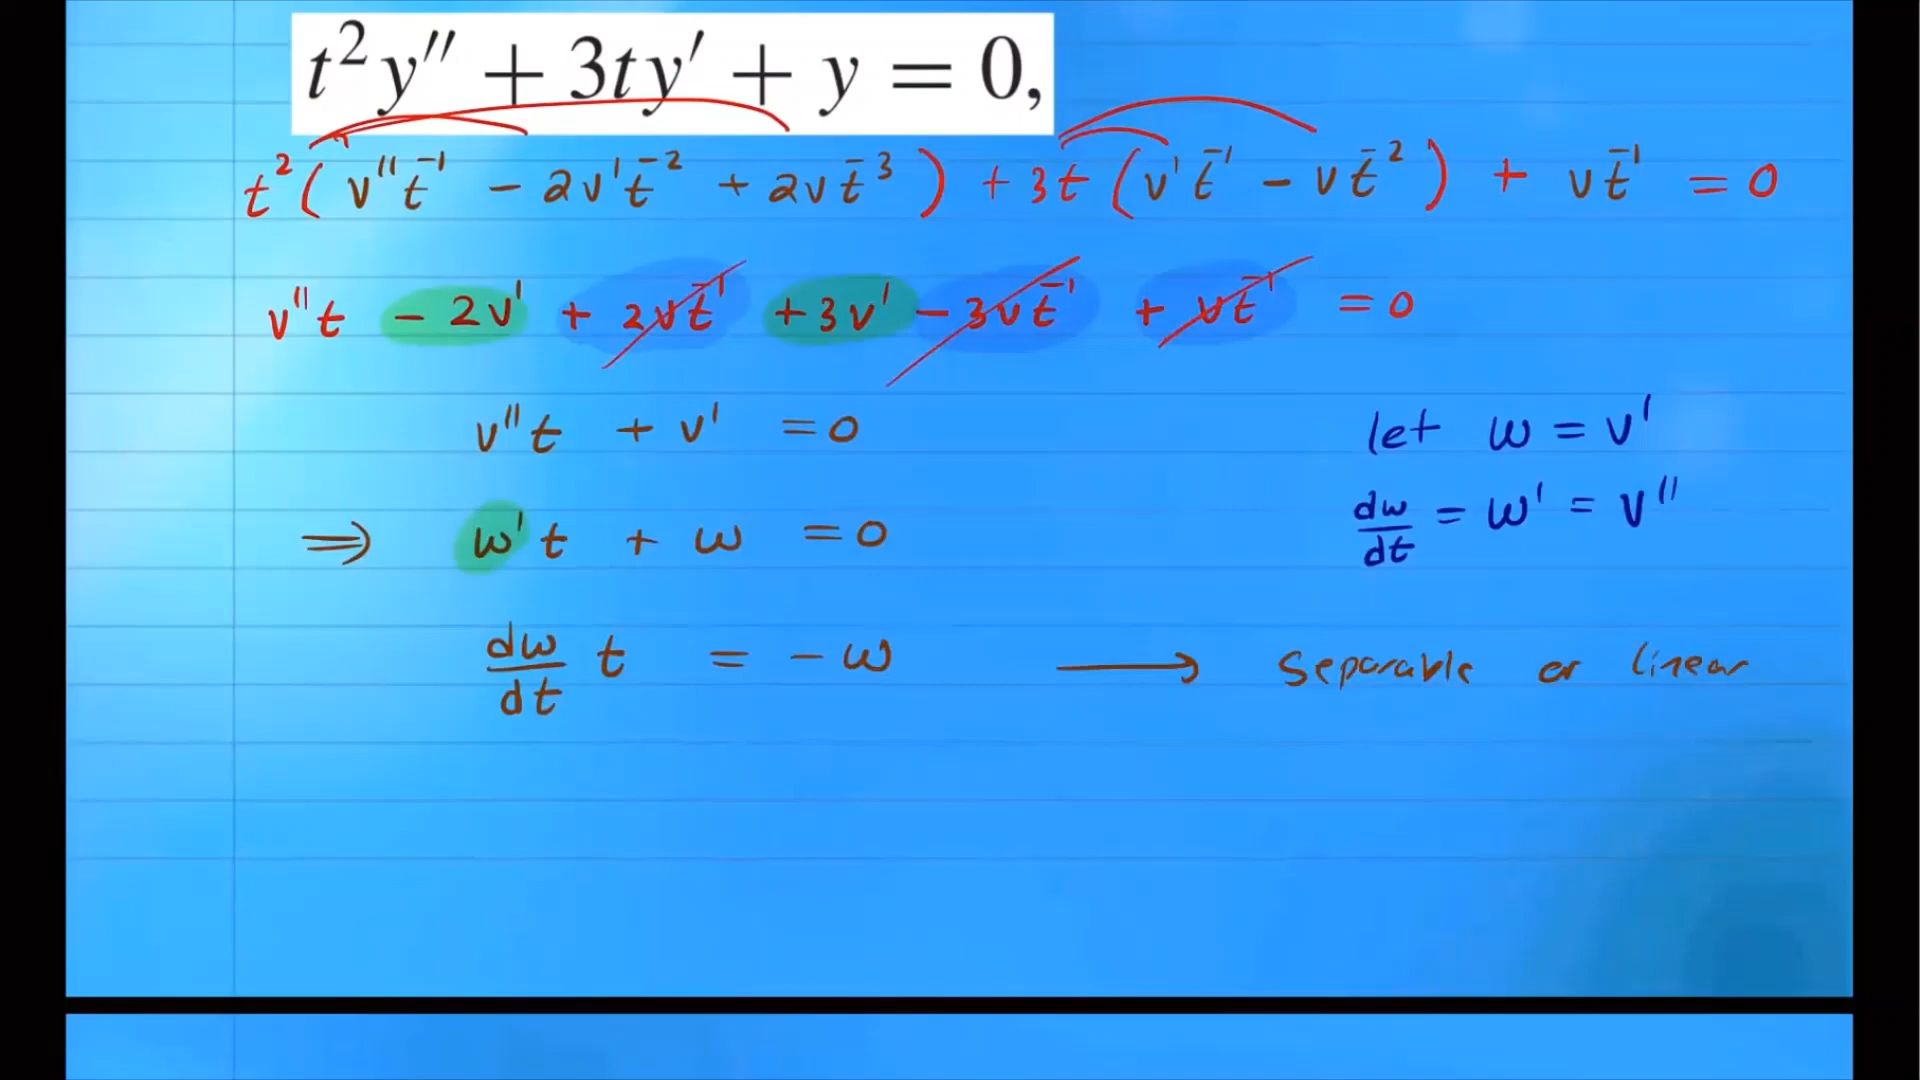 t²y″ + 3ty′ + y = 0,
t²(v″t⁻¹ − 2v′t⁻² + 2vt⁻³) + 3t(v′t⁻¹ − vt⁻²) + vt⁻¹ = 0
v″t − 2v′ + 2vt⁻¹ + 3v′ − 3vt⁻¹ + vt⁻¹ = 0
v″t + v′ = 0
let w = v′
dw/dt = w′ = v″
⇒ w′t + w = 0
dw/dt t = −w → separable or linear